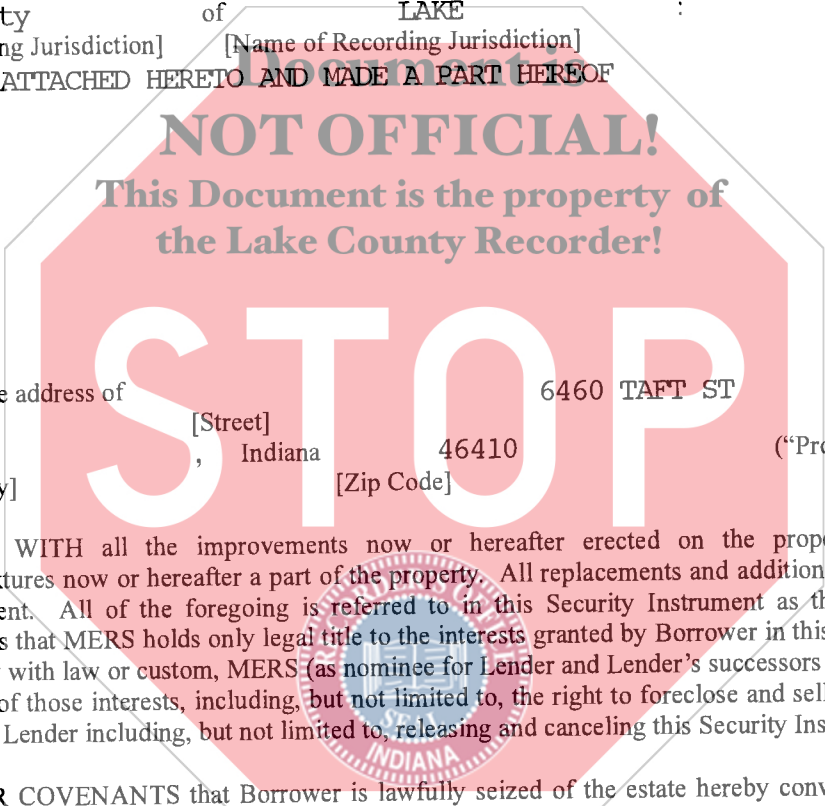 ty of LAKE :
ng Jurisdiction] [Name of Recording Jurisdiction]
ATTACHED HERETO AND MADE A PART HEREOF
Document is
NOT OFFICIAL!
This Document is the property of
the Lake County Recorder!
STOP
e address of 6460 TAFT ST
[Street]
, Indiana 46410 ("Pro
y] [Zip Code]
WITH all the improvements now or hereafter erected on the prope
tures now or hereafter a part of the property. All replacements and addition
ent. All of the foregoing is referred to in this Security Instrument as th
s that MERS holds only legal title to the interests granted by Borrower in this
with law or custom, MERS (as nominee for Lender and Lender's successors
of those interests, including, but not limited to, the right to foreclose and sell
Lender including, but not limited to, releasing and canceling this Security Ins
R COVENANTS that Borrower is lawfully seized of the estate hereby conv
RECORDER'S OFFICE
SEAL
INDIANA